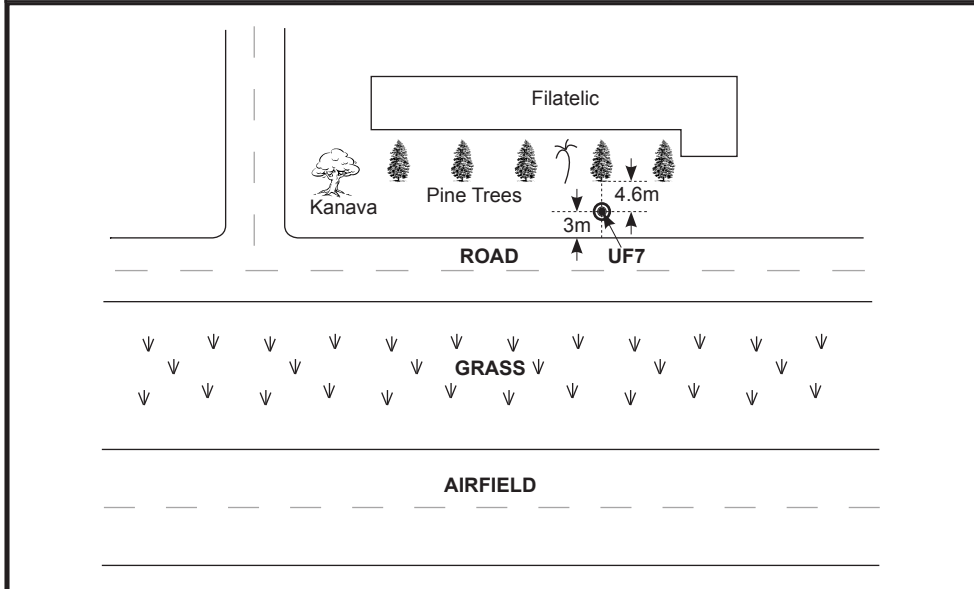 Filatelic
4.6m
Pine Trees
Kanava
3m
ROAD
UF7
GRASS
AIRFIELD